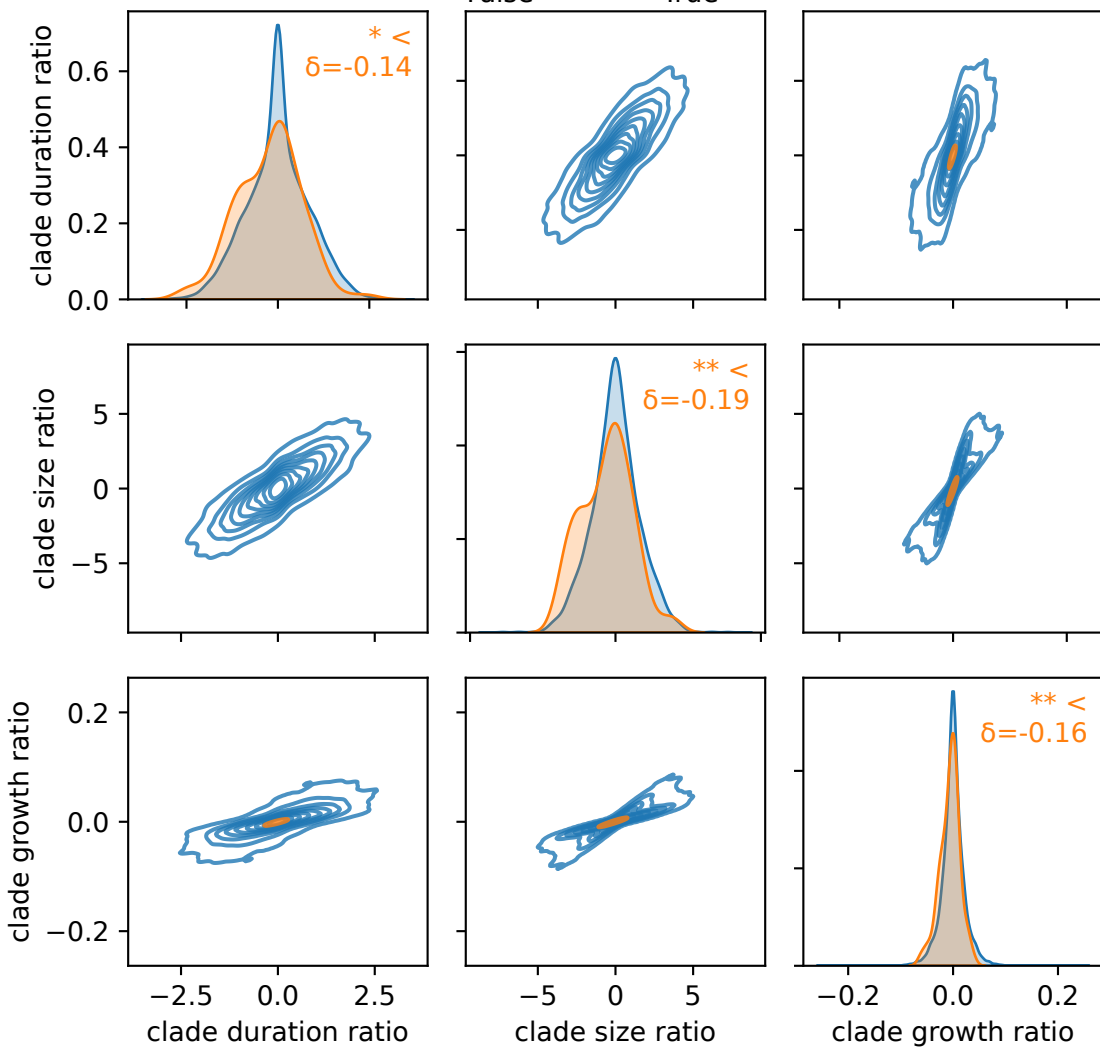 False True
clade duration ratio
0.6
0.4
0.2
0.0
* <
δ=-0.14
clade size ratio
5
0
−5
** <
δ=-0.19
clade growth ratio
0.2
0.0
−0.2
** <
δ=-0.16
−2.5 0.0 2.5
−5 0 5
−0.2 0.0 0.2
clade duration ratio
clade size ratio
clade growth ratio